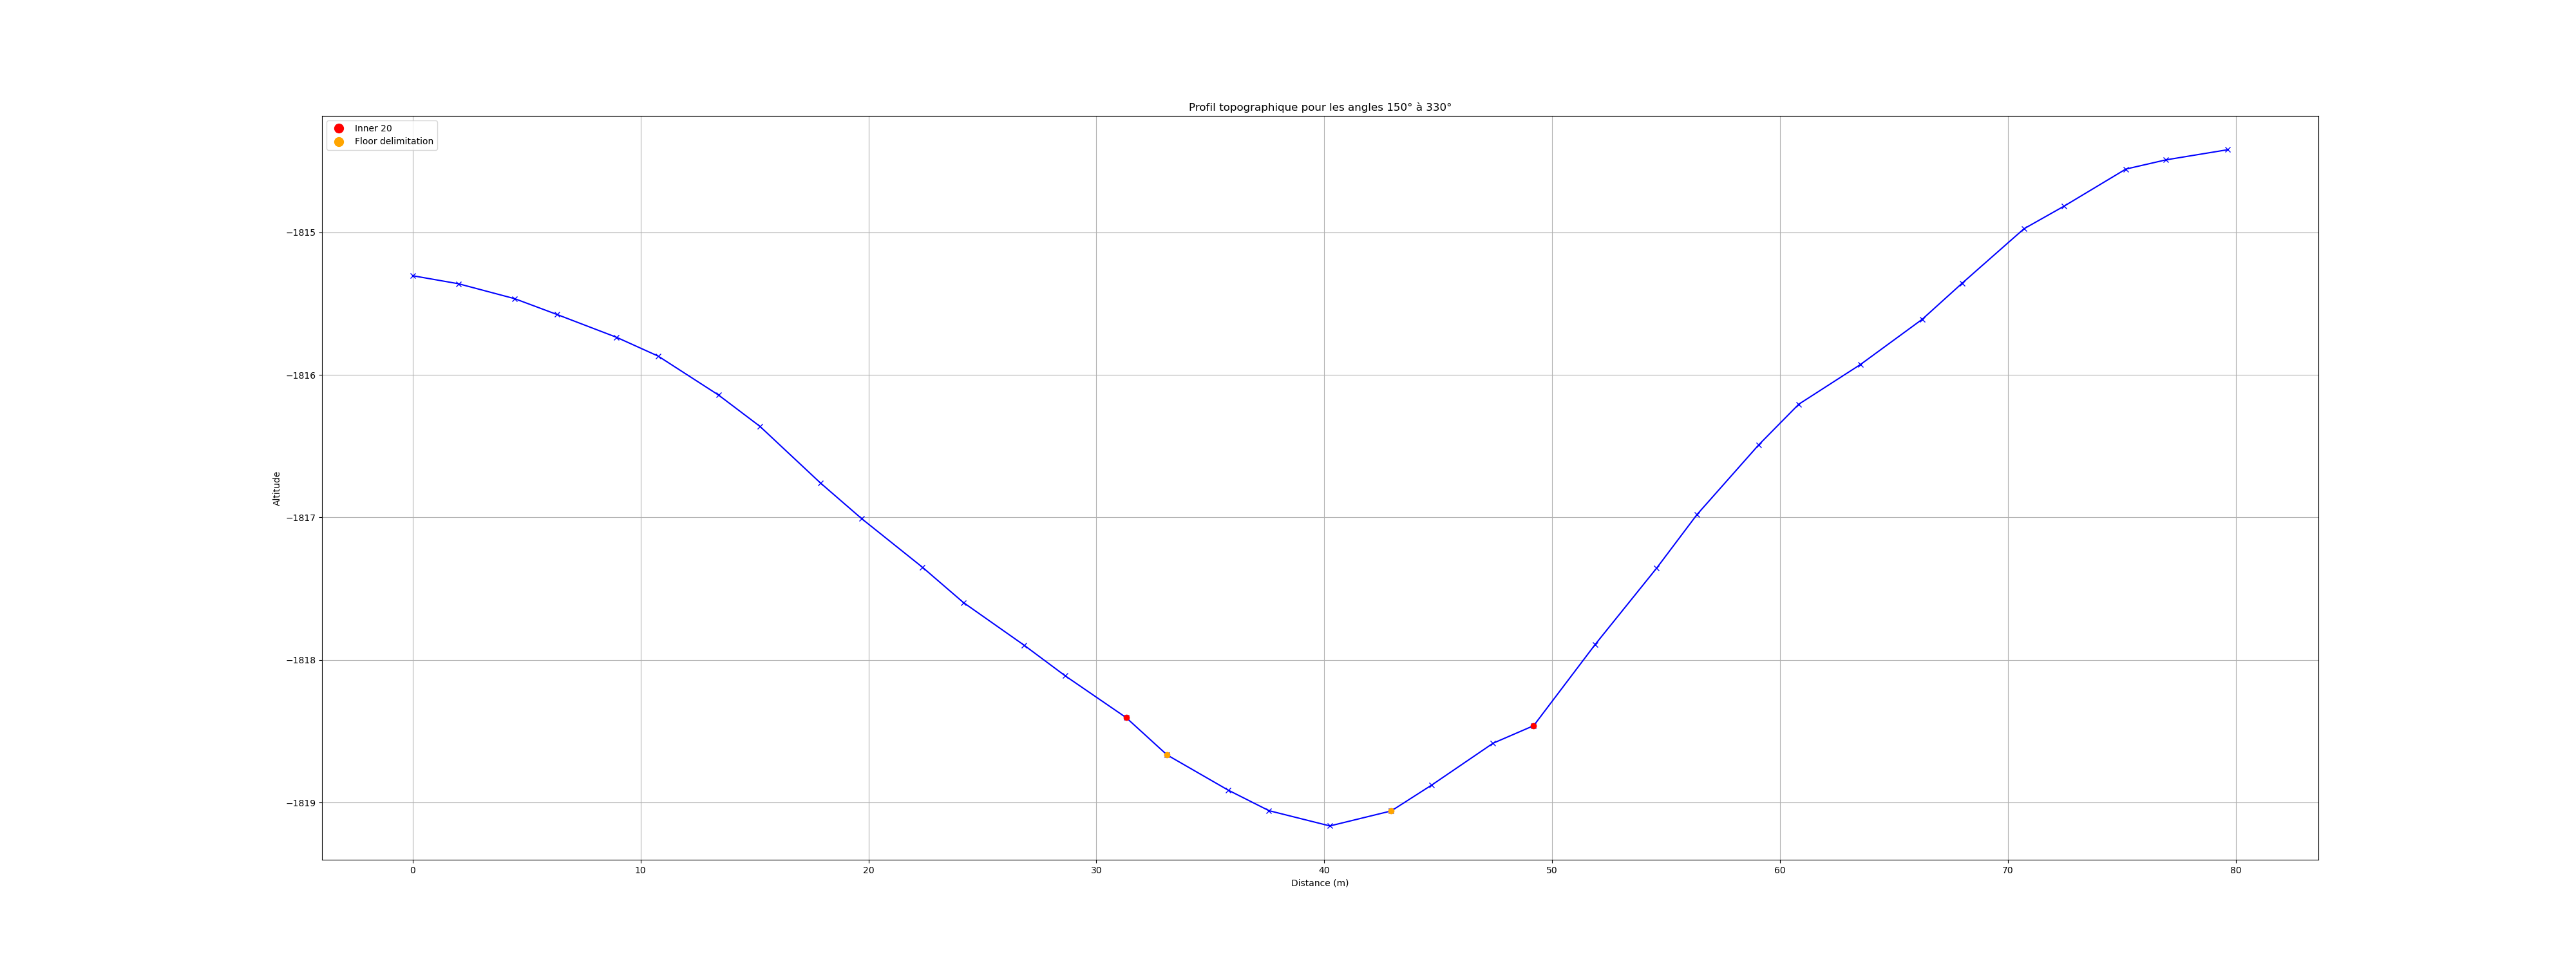 Profil topographique pour les angles 150° à 330°
Inner 20
Floor delimitation
Altitude
−1815
−1816
−1817
−1818
−1819
0 10 20 30 40 50 60 70 80
Distance (m)